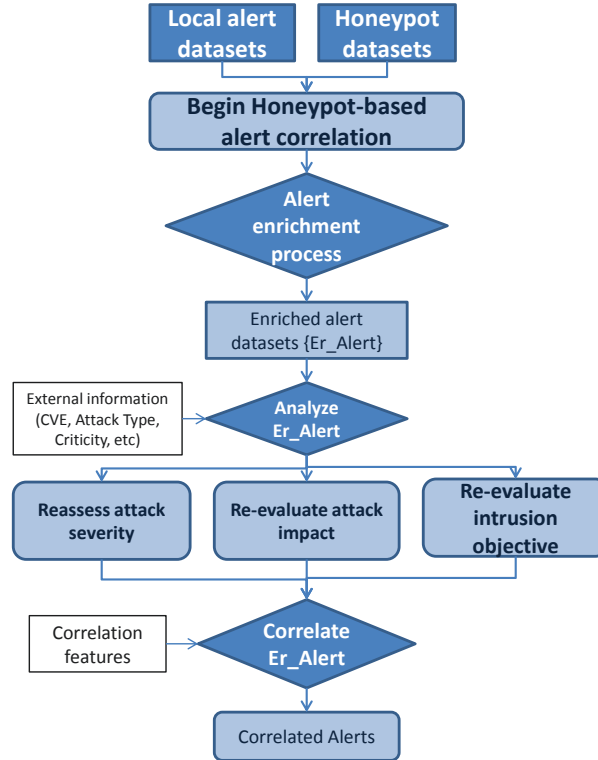 Local alert
datasets
Honeypot
datasets
Begin Honeypot-based
alert correlation
Alert
enrichment
process
Enriched alert
datasets {Er_Alert}
External information
(CVE, Attack Type,
Criticity, etc)
Analyze
Er_Alert
Reassess attack
severity
Re-evaluate attack
impact
Re-evaluate
intrusion
objective
Correlation
features
Correlate
Er_Alert
Correlated Alerts